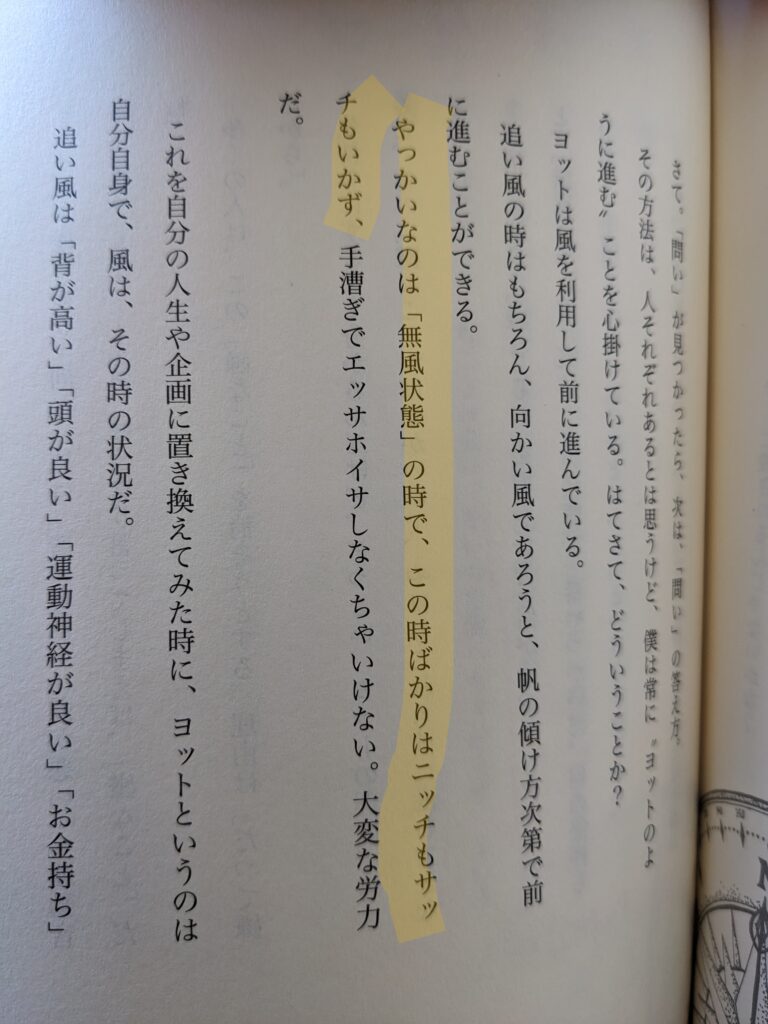 さて。「問い」が見つかったら、次は、「問い」の答え方。
その方法は、人それぞれあるとは思うけど、僕は常に〝ヨットのよ
うに進む〟ことを心掛けている。はてさて、どういうことか?
ヨットは風を利用して前に進んでいる。
追い風の時はもちろん、向かい風であろうと、帆の傾け方次第で前
に進むことができる。
やっかいなのは「無風状態」の時で、この時ばかりはニッチもサッ
チもいかず、手漕ぎでエッサホイサしなくちゃいけない。大変な労力
だ。
これを自分の人生や企画に置き換えてみた時に、ヨットというのは
自分自身で、風は、その時の状況だ。
追い風は「背が高い」「頭が良い」「運動神経が良い」「お金持ち」
N